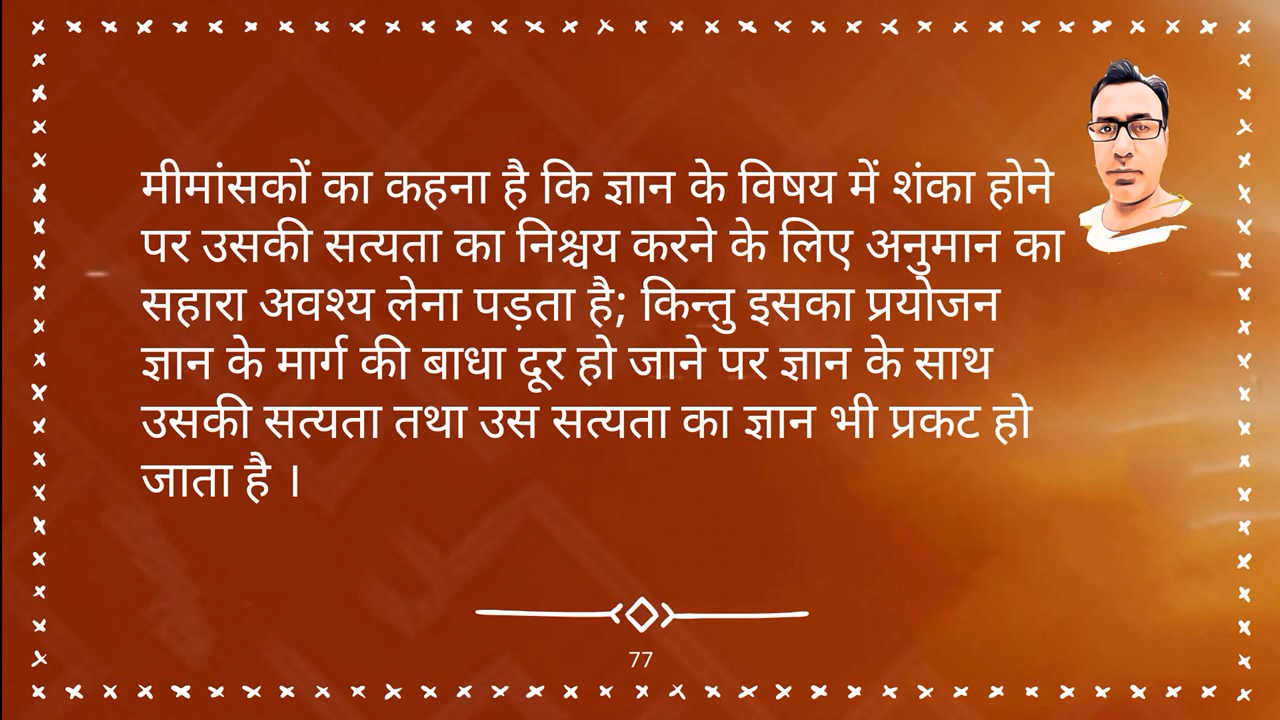 मीमांसकों का कहना है कि ज्ञान के विषय में शंका होने
पर उसकी सत्यता का निश्चय करने के लिए अनुमान का
सहारा अवश्य लेना पड़ता है; किन्तु इसका प्रयोजन
ज्ञान के मार्ग की बाधा दूर हो जाने पर ज्ञान के साथ
उसकी सत्यता तथा उस सत्यता का ज्ञान भी प्रकट हो
जाता है ।
77